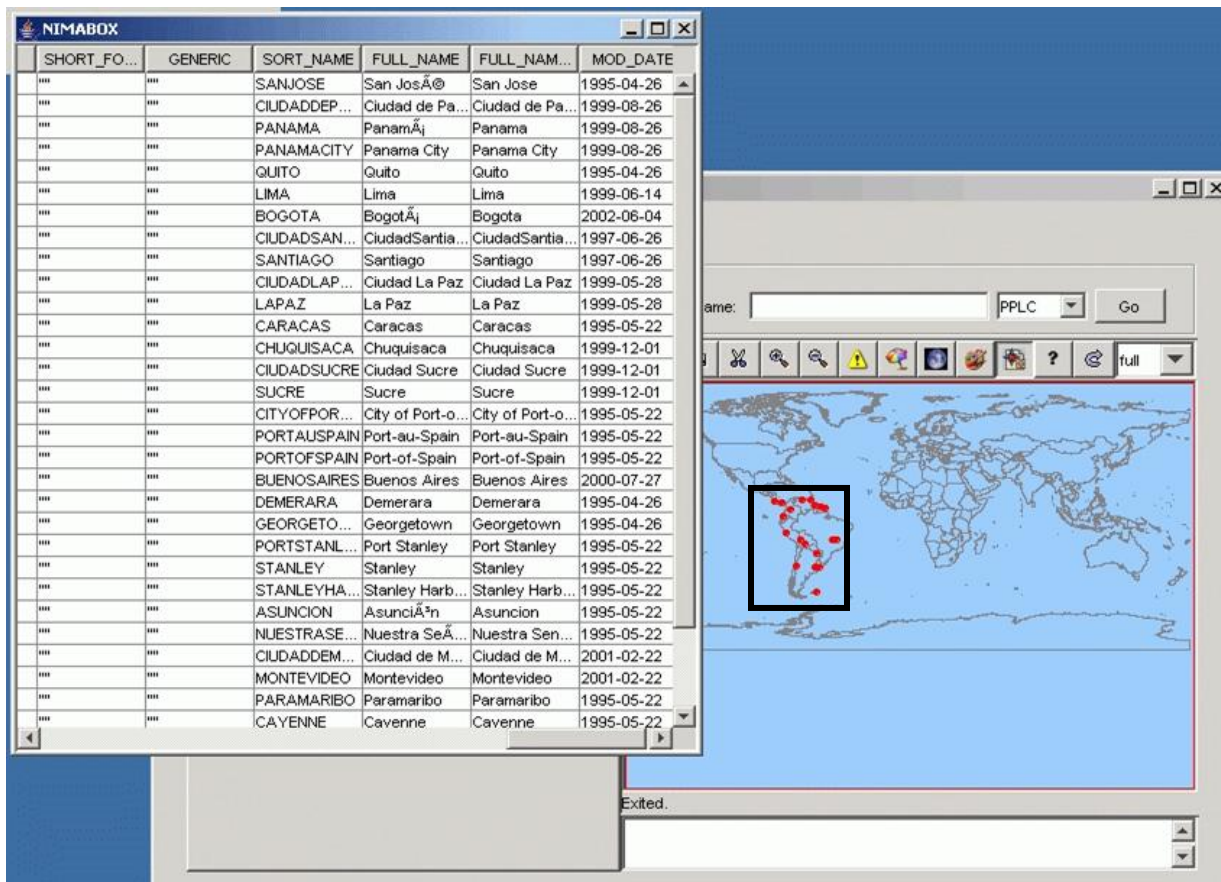 NIMABOX
SHORT_FO... GENERIC SORT_NAME FULL_NAME FULL_NAM... MOD_DATE
"" "" SANJOSE San JosÃ© San Jose 1995-04-26
"" "" CIUDADDEP... Ciudad de Pa... Ciudad de Pa... 1999-08-26
"" "" PANAMA PanamÃ¡ Panama 1999-08-26
"" "" PANAMACITY Panama City Panama City 1999-08-26
"" "" QUITO Quito Quito 1995-04-26
"" "" LIMA Lima Lima 1999-06-14
"" "" BOGOTA BogotÃ¡ Bogota 2002-06-04
"" "" CIUDADSAN... CiudadSantia... CiudadSantia... 1997-06-26
"" "" SANTIAGO Santiago Santiago 1997-06-26
"" "" CIUDADLAP... Ciudad La Paz Ciudad La Paz 1999-05-28
"" "" LAPAZ La Paz La Paz 1999-05-28
"" "" CARACAS Caracas Caracas 1995-05-22
"" "" CHUQUISACA Chuquisaca Chuquisaca 1999-12-01
"" "" CIUDADSUCRE Ciudad Sucre Ciudad Sucre 1999-12-01
"" "" SUCRE Sucre Sucre 1999-12-01
"" "" CITYOFPOR... City of Port-o... City of Port-o... 1995-05-22
"" "" PORTAUSPAIN Port-au-Spain Port-au-Spain 1995-05-22
"" "" PORTOFSPAIN Port-of-Spain Port-of-Spain 1995-05-22
"" "" BUENOSAIRES Buenos Aires Buenos Aires 2000-07-27
"" "" DEMERARA Demerara Demerara 1995-04-26
"" "" GEORGETO... Georgetown Georgetown 1995-04-26
"" "" PORTSTANL... Port Stanley Port Stanley 1995-05-22
"" "" STANLEY Stanley Stanley 1995-05-22
"" "" STANLEYHA... Stanley Harb... Stanley Harb... 1995-05-22
"" "" ASUNCION AsunciÃ³n Asuncion 1995-05-22
"" "" NUESTRASE... Nuestra SeÃ... Nuestra Sen... 1995-05-22
"" "" CIUDADDEM... Ciudad de M... Ciudad de M... 2001-02-22
"" "" MONTEVIDEO Montevideo Montevideo 2001-02-22
"" "" PARAMARIBO Paramaribo Paramaribo 1995-05-22
"" "" CAYENNE Cayenne Cayenne 1995-05-22
ame: PPLC Go
? full
Exited.